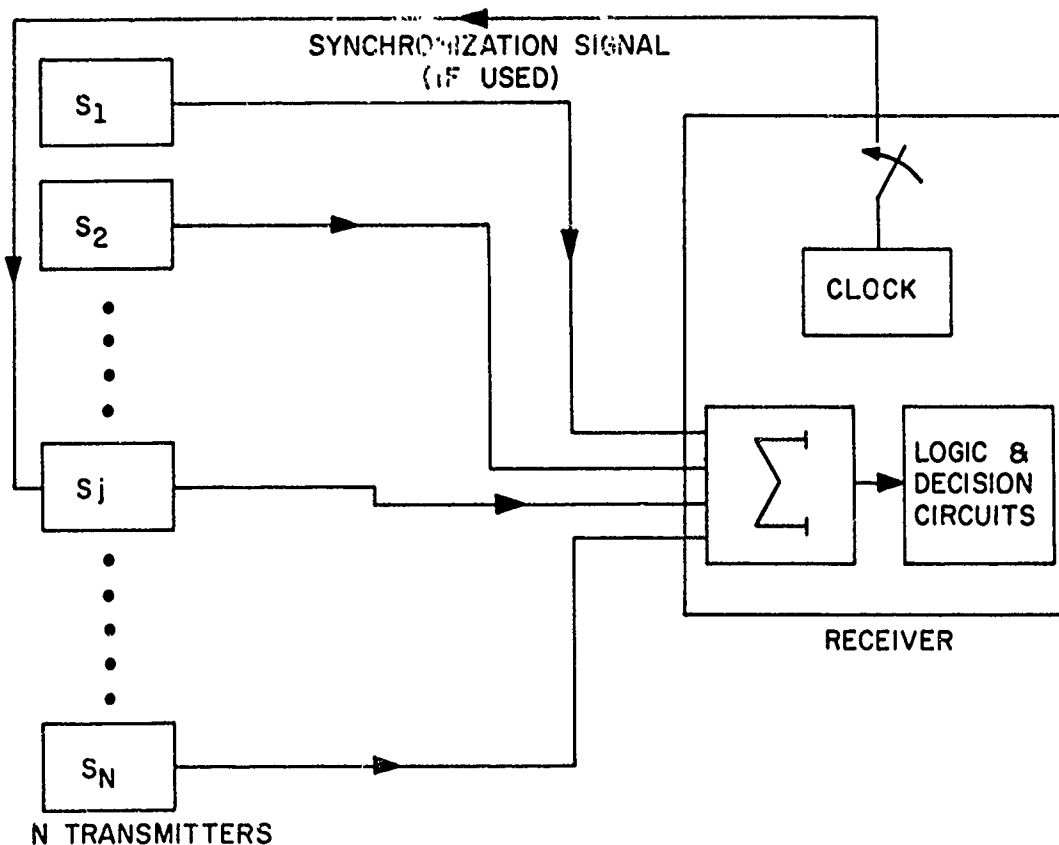 SYNCHRONIZATION SIGNAL
(IF USED)
S1
S2
CLOCK
Sj
Σ
LOGIC &
DECISION
CIRCUITS
RECEIVER
SN
N TRANSMITTERS